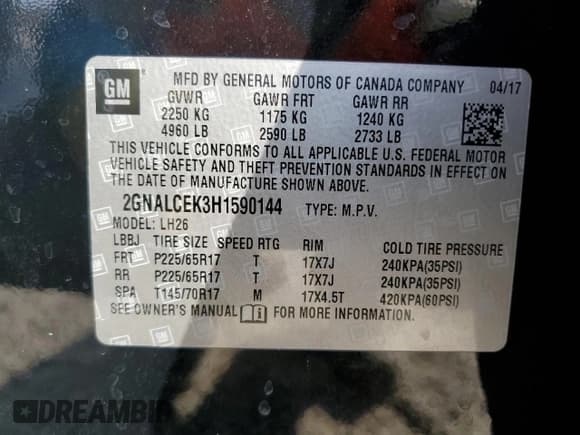 GM
MFD BY GENERAL MOTORS OF CANADA COMPANY 04/17
GVWR GAWR FRT GAWR RR
2250 KG 1175 KG 1240 KG
4960 LB 2590 LB 2733 LB
THIS VEHICLE CONFORMS TO ALL APPLICABLE U.S. FEDERAL MOTOR
VEHICLE SAFETY AND THEFT PREVENTION STANDARDS IN EFFECT ON THE
DATE OF MANUFACTURE SHOWN ABOVE.
2GNALCEK3H1590144 TYPE: M.P.V.
MODEL: LH26
LBBJ TIRE SIZE SPEED RTG RIM COLD TIRE PRESSURE
FRT P225/65R17 T 17X7J 240KPA(35PSI)
RR P225/65R17 T 17X7J 240KPA(35PSI)
SPA T145/70R17 M 17X4.5T 420KPA(60PSI)
SEE OWNER'S MANUAL FOR MORE INFORMATION
DREAMBID